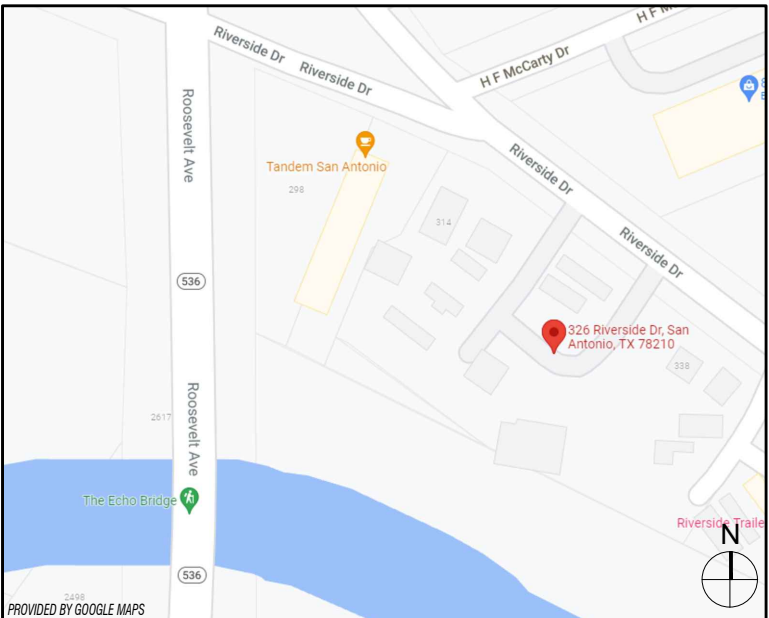 H F M
Riverside Dr
Riverside Dr
H F McCarty Dr
Roosevelt Ave
Tandem San Antonio
298
Riverside Dr
314
Riverside Dr
536
326 Riverside Dr, San
Antonio, TX 78210
338
Roosevelt Ave
2617
The Echo Bridge
Riverside Traile
N
536
2498
PROVIDED BY GOOGLE MAPS